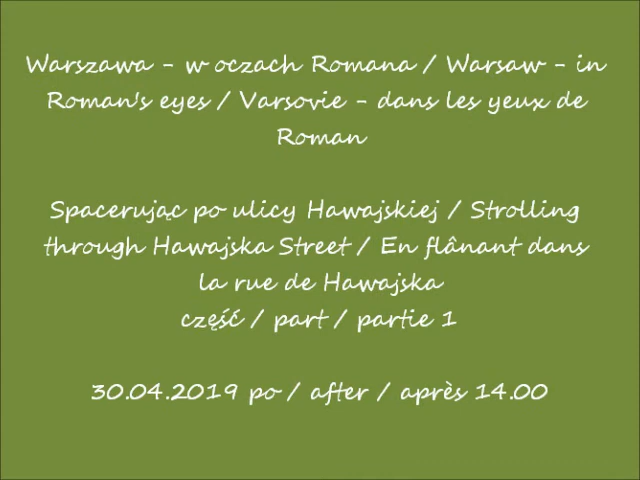 Warszawa - w oczach Romana / Warsaw - in
Roman's eyes / Varsovie - dans les yeux de
Roman
Spacerując po ulicy Hawajskiej / Strolling
through Hawajska Street / En flânant dans
la rue de Hawajska
część / part / partie 1
30.04.2019 po / after / après 14.00